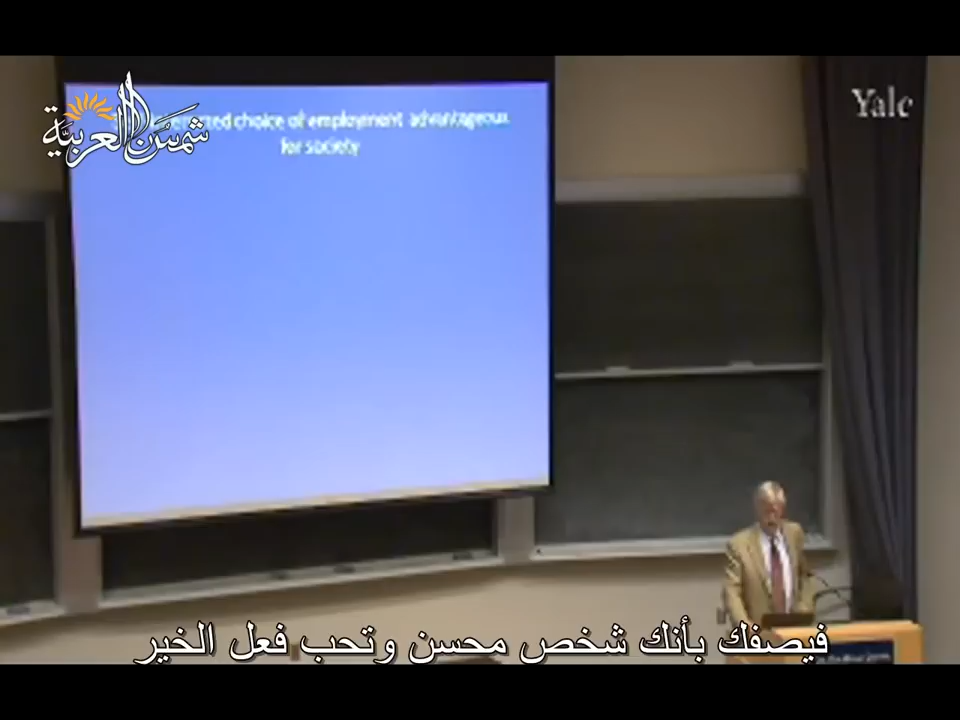 شمس العربية
Yale
choice of employment advantageous
for society
فيصفك بأنك شخص محسن وتحب فعل الخير